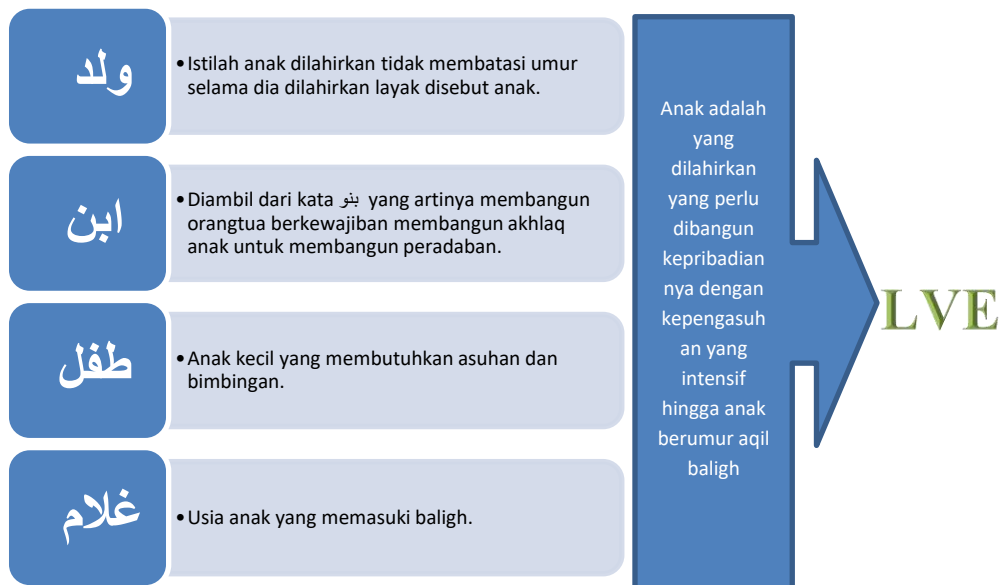 ولد
•Istilah anak dilahirkan tidak membatasi umur
selama dia dilahirkan layak disebut anak.
ابن
•Diambil dari kata بنو yang artinya membangun
orangtua berkewajiban membangun akhlaq
anak untuk membangun peradaban.
طفل
•Anak kecil yang membutuhkan asuhan dan
bimbingan.
غلام
•Usia anak yang memasuki baligh.
Anak adalah
yang
dilahirkan
yang perlu
dibangun
kepribadian
nya dengan
kepengasuh
an yang
intensif
hingga anak
berumur aqil
baligh
LVE